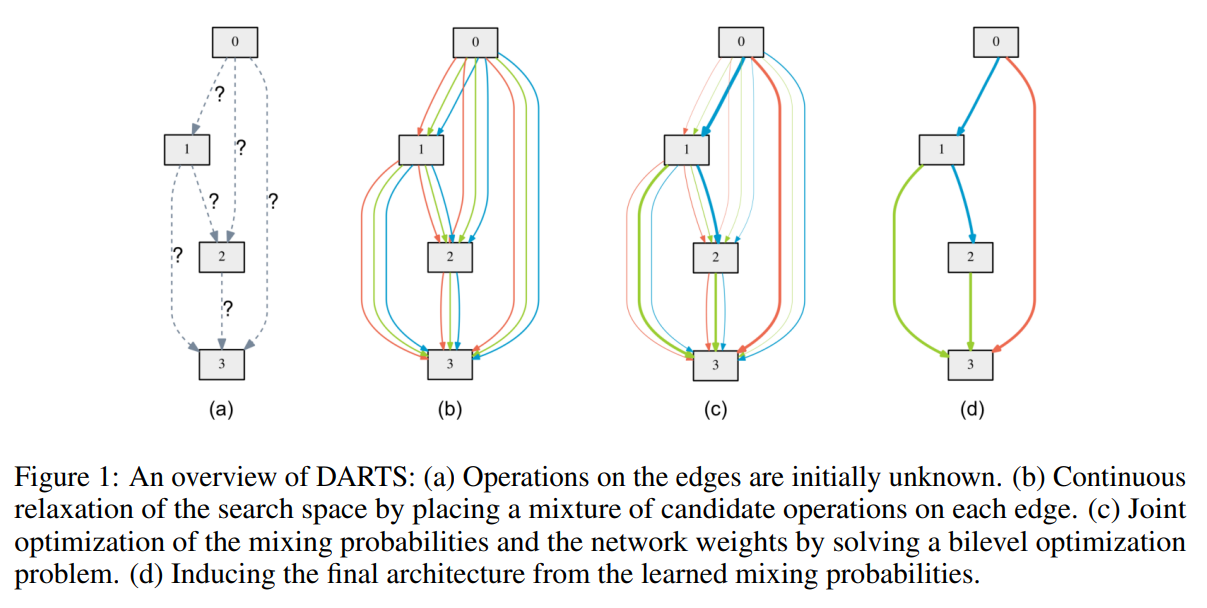 0
?
1
?
?
?
?
2
?
3
(a)
0
1
2
3
(b)
0
1
2
3
(c)
0
1
2
3
(d)
Figure 1: An overview of DARTS: (a) Operations on the edges are initially unknown. (b) Continuous
relaxation of the search space by placing a mixture of candidate operations on each edge. (c) Joint
optimization of the mixing probabilities and the network weights by solving a bilevel optimization
problem. (d) Inducing the final architecture from the learned mixing probabilities.